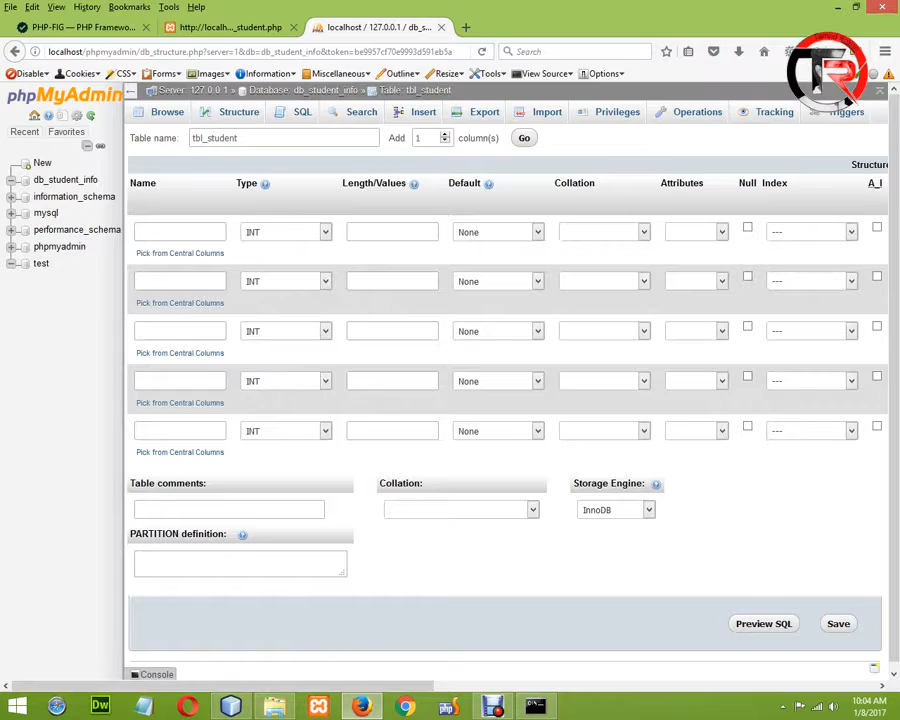 File Edit View History Bookmarks Tools Help
PHP-FIG — PHP Framewo...
http://localh..._student.php
localhost / 127.0.0.1 / db_s...
localhost/phpmyadmin/db_structure.php?server=1&db=db_student_info&token=be9957cf70e9993d591eb5a
Search
Disable Cookies CSS Forms Images Information Miscellaneous Outline Resize Tools View Source Options
phpMyAdmin
Server: 127.0.0.1 » Database: db_student_info » Table: tbl_student
Browse Structure SQL Search Insert Export Import Privileges Operations Tracking Triggers
Recent Favorites
Table name: tbl_student Add 1 column(s) Go
New
db_student_info
information_schema
mysql
performance_schema
phpmyadmin
test
Structure
Name Type Length/Values Default Collation Attributes Null Index A_I
INT None ---
Pick from Central Columns
INT None ---
Pick from Central Columns
INT None ---
Pick from Central Columns
INT None ---
Pick from Central Columns
INT None ---
Pick from Central Columns
Table comments: Collation: Storage Engine:
InnoDB
PARTITION definition:
Preview SQL Save
Console
Dw
10:04 AM
1/8/2017